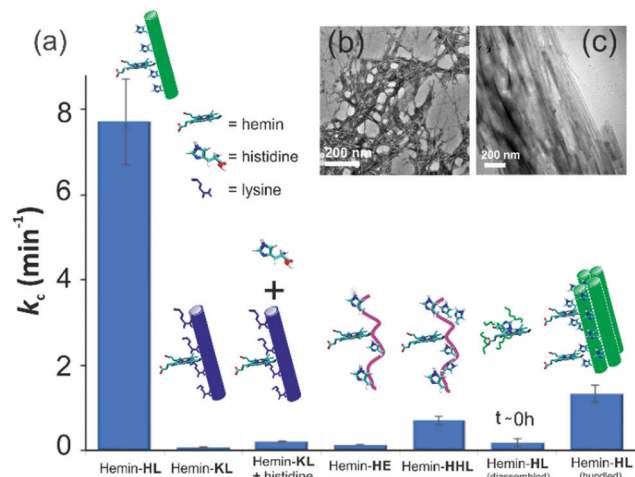 (a)
(b)
(c)
= hemin
= histidine
= lysine
200 nm
200 nm
8
6
4
2
0
k c (min⁻¹)
+
t~0h
Hemin-HL
Hemin-KL
Hemin-KL
+ histidine
Hemin-HE
Hemin-HHL
Hemin-HL
(disassembled)
Hemin-HL
(bundled)